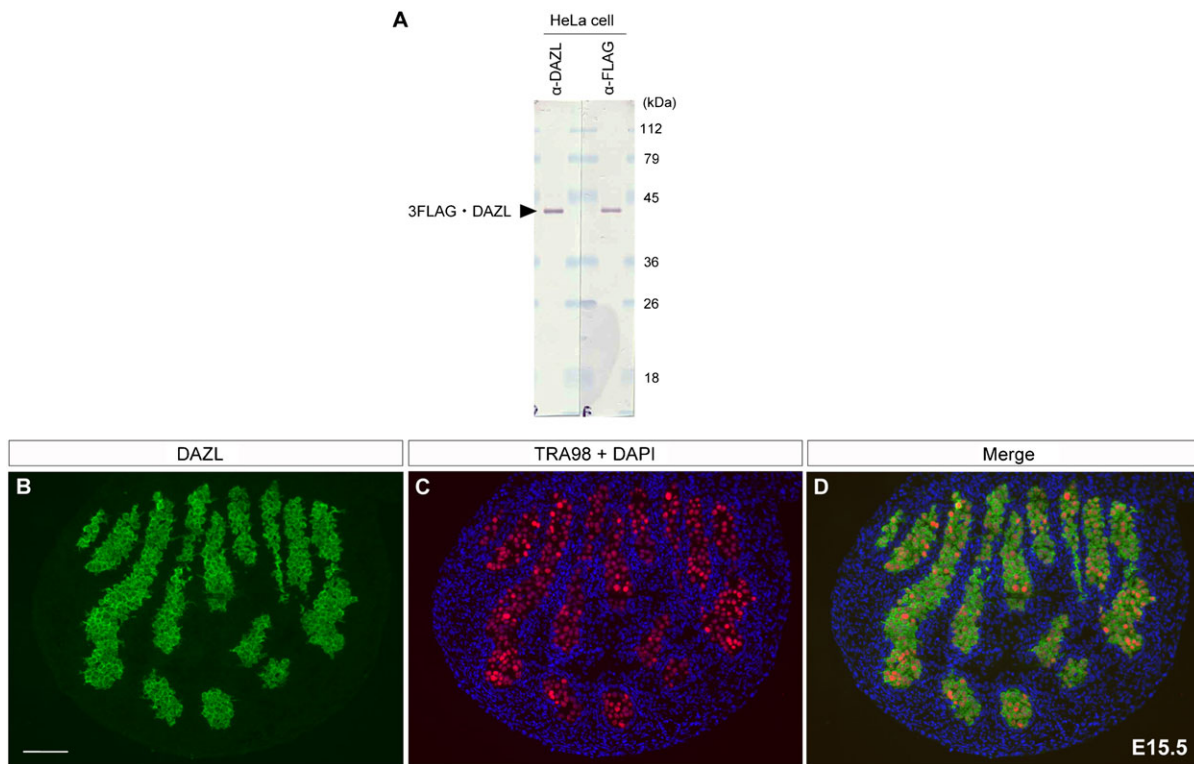 A
HeLa cell
α-DAZL
α-FLAG
(kDa)
112
79
45
3FLAG・DAZL
36
26
18
6
DAZL
TRA98 + DAPI
Merge
B
C
D
E15.5